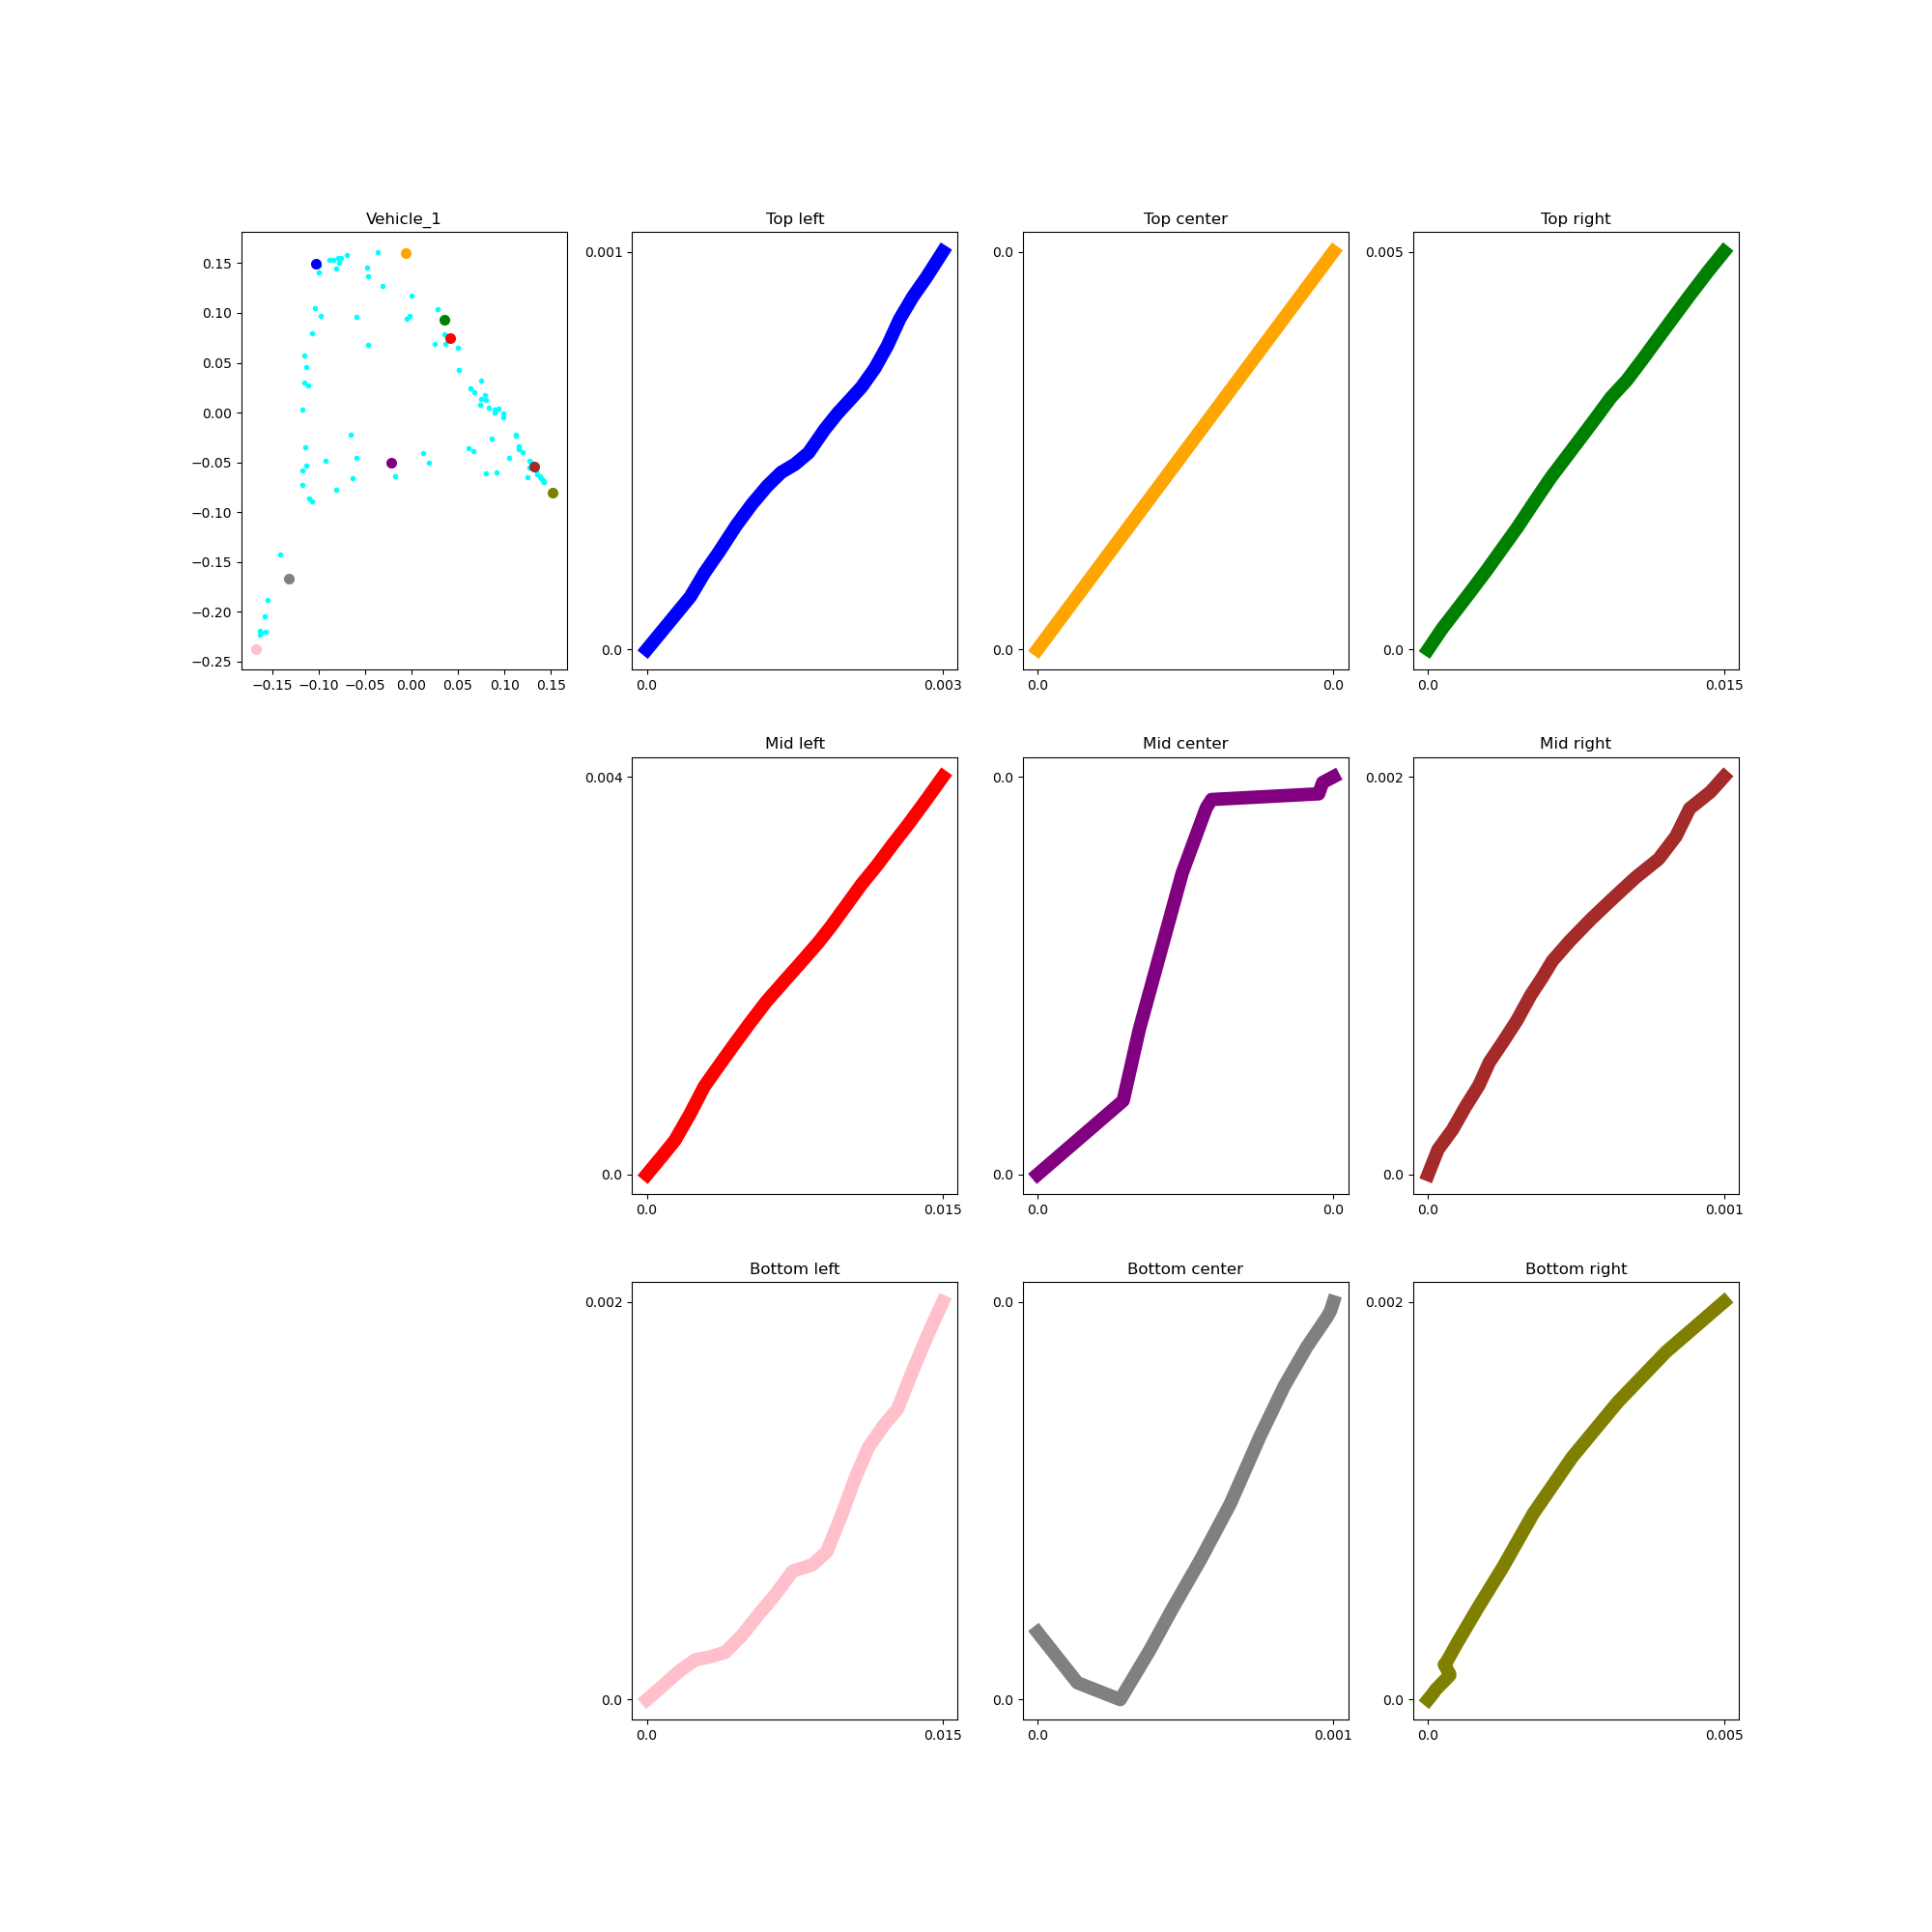 Vehicle_1 Top left Top center Top right
0.15 0.001 0.0 0.005
0.10
0.05
0.00
−0.05
−0.10
−0.15
−0.20
−0.25 0.0 0.0 0.0
−0.15 −0.10 −0.05 0.00 0.05 0.10 0.15 0.0 0.003 0.0 0.0 0.0 0.015
Mid left Mid center Mid right
0.004 0.0 0.002
0.0 0.0 0.0
0.0 0.015 0.0 0.0 0.0 0.001
Bottom left Bottom center Bottom right
0.002 0.0 0.002
0.0 0.0 0.0
0.0 0.015 0.0 0.001 0.0 0.005